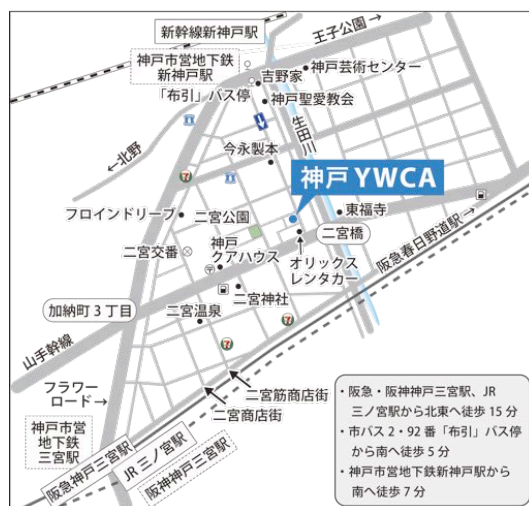 新幹線新神戸駅
王子公園
神戸市営地下鉄
新神戸駅
神戸芸術センター
吉野家
「布引」バス停
神戸聖愛教会
生田川
←北野
今永製本
神戸 YWCA
フロインドリーブ
二宮公園
東福寺
二宮橋
二宮交番
神戸
クアハウス
オリックス
レンタカー
阪急春日野道駅
加納町 3 丁目
二宮神社
二宮温泉
山手幹線
フラワー
ロード→
二宮筋商店街
二宮商店街
神戸市営
地下鉄
三宮駅
阪急神戸三宮駅
JR 三ノ宮駅
阪神神戸三宮駅
・阪急・阪神神戸三宮駅、JR
三ノ宮駅から北東へ徒歩 15 分
・市バス 2・92 番「布引」バス停
から南へ徒歩 5 分
・神戸市営地下鉄新神戸駅から
南へ徒歩 7 分